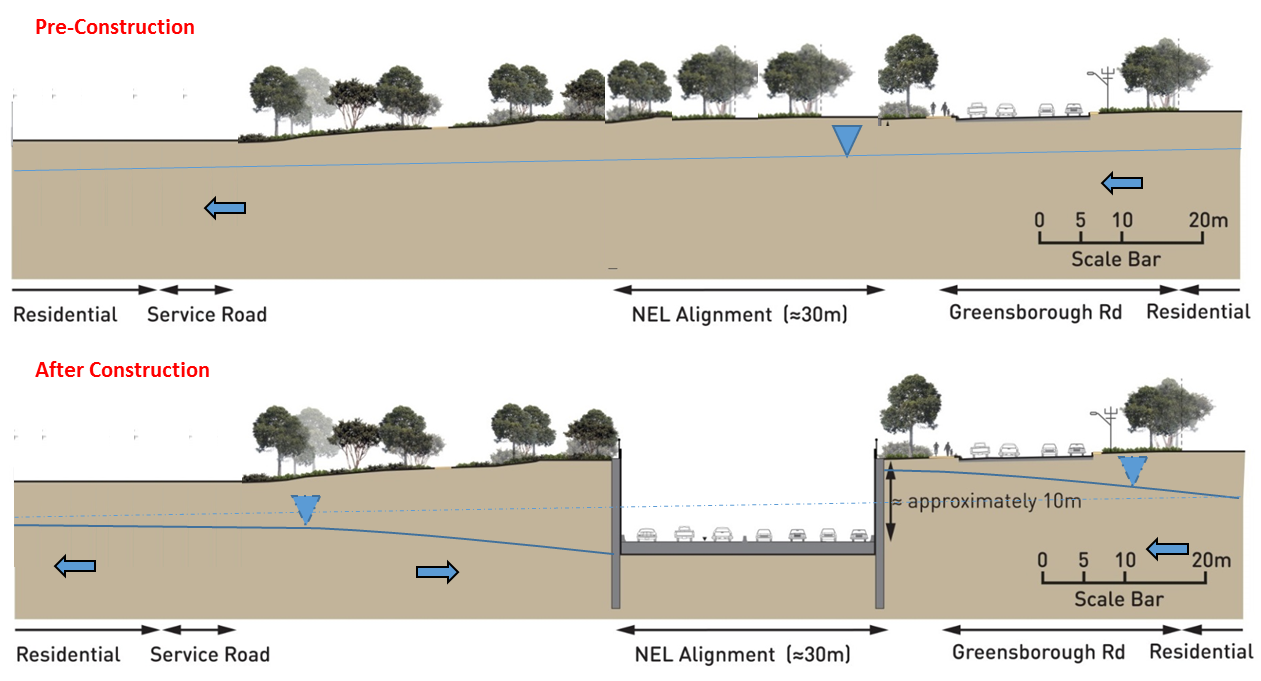 Pre-Construction
0 5 10 20m
Scale Bar
Residential Service Road NEL Alignment (≈30m) Greensborough Rd Residential
After Construction
≈ approximately 10m
0 5 10 20m
Scale Bar
Residential Service Road NEL Alignment (≈30m) Greensborough Rd Residential